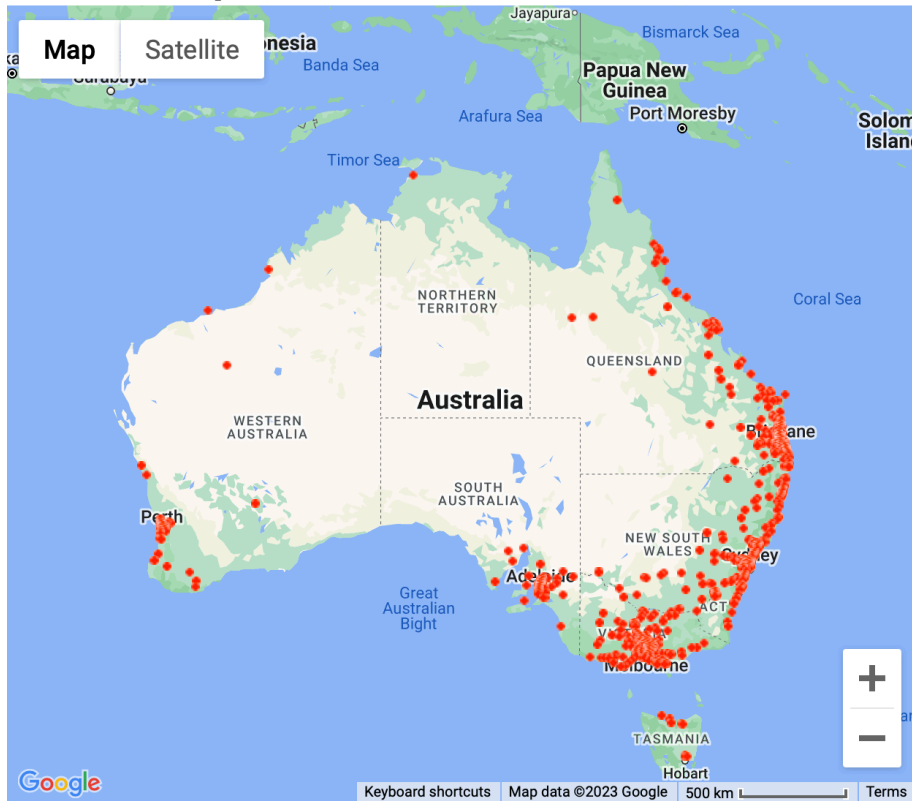 Map
Satellite
Jayapura
Bismarck Sea
Banda Sea
Papua New
Guinea
Port Moresby
Arafura Sea
Timor Sea
Coral Sea
NORTHERN
TERRITORY
QUEENSLAND
Australia
WESTERN
AUSTRALIA
SOUTH
AUSTRALIA
Perth
NEW SOUTH
WALES
Sydney
Adelaide
Great
Australian
Bight
ACT
Melbourne
TASMANIA
Hobart
Google
Keyboard shortcuts
Map data ©2023 Google
500 km
Terms